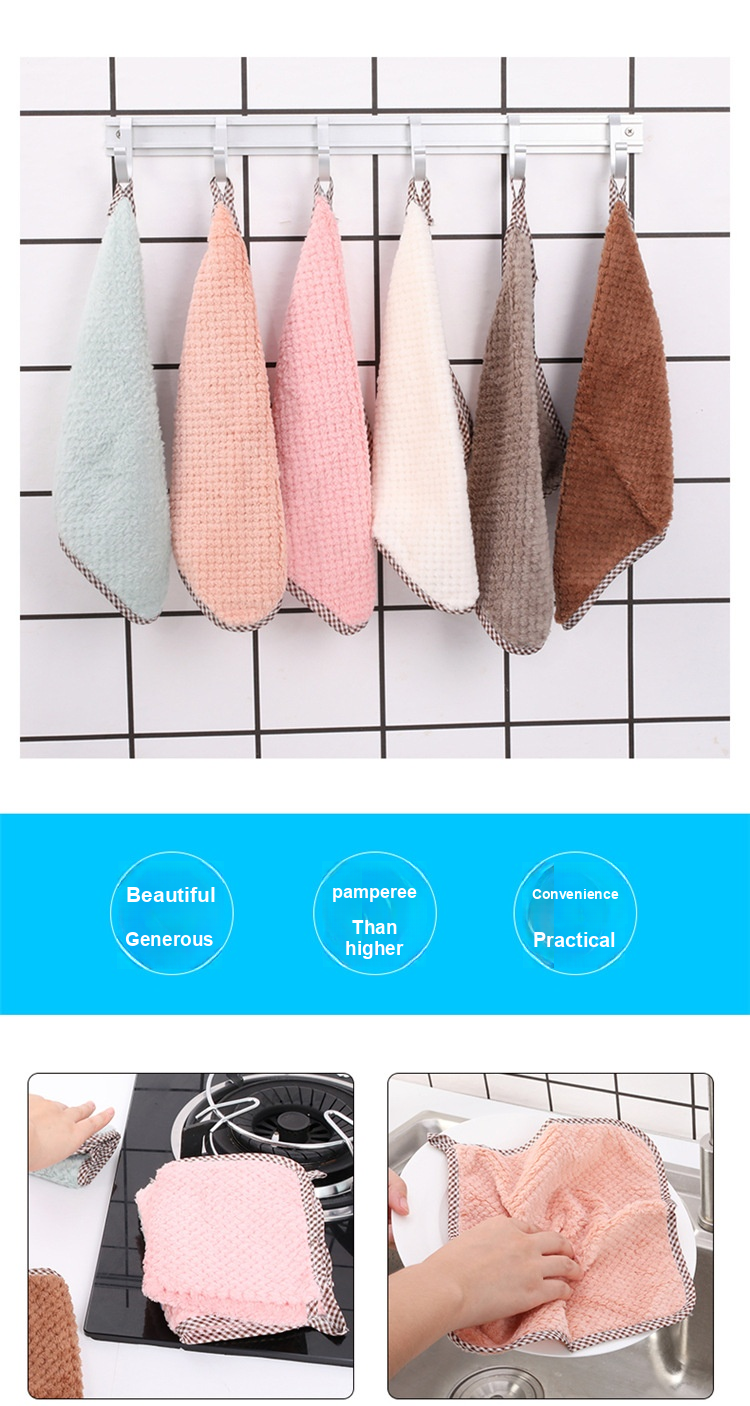 Beautiful
Generous
pamperee
Than
higher
Convenience
Practical